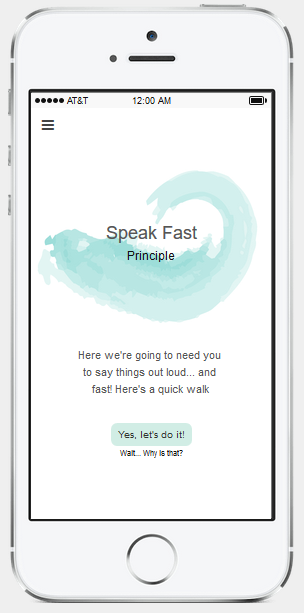 AT&T 12:00 AM
Speak Fast
Principle
Here we're going to need you
to say things out loud... and
fast! Here's a quick walk
Yes, let's do it!
Wait... Why is that?